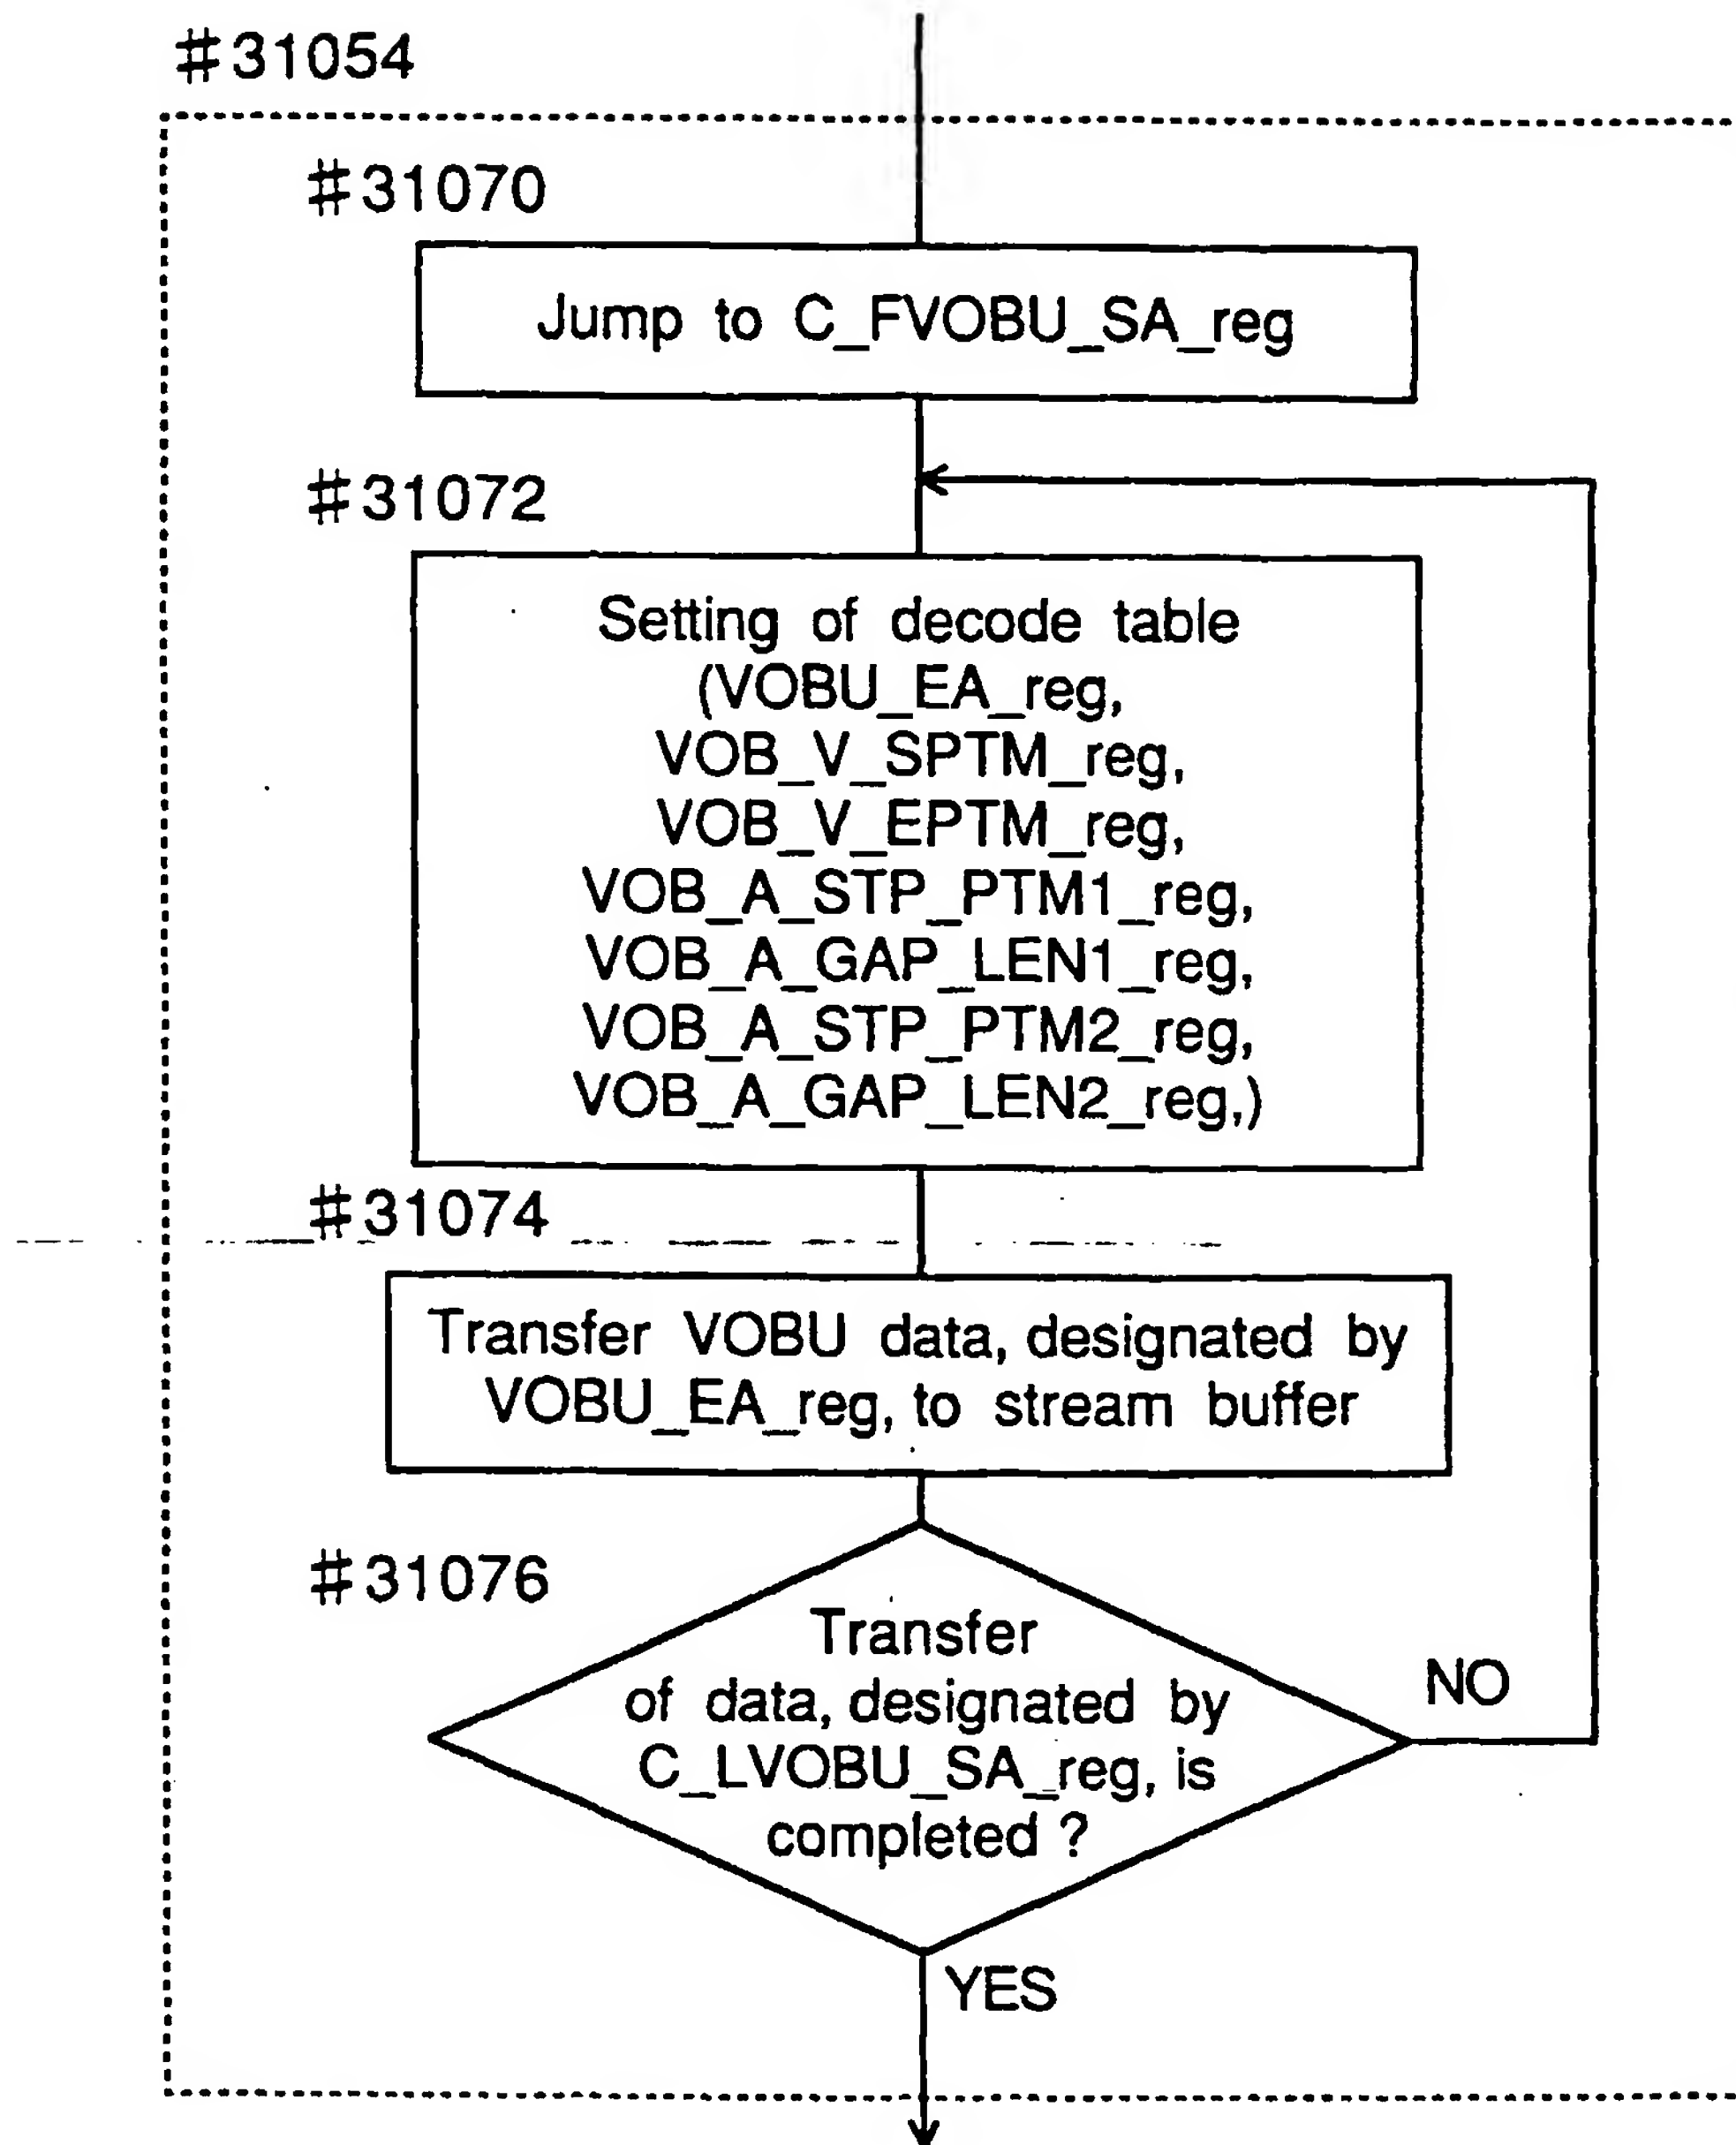 #31054
#31070
Jump to C_FVOBU_SA_reg
#31072
Setting of decode table
(VOBU_EA_reg,
VOB_V_SPTM_reg,
VOB_V_EPTM_reg,
VOB_A_STP_PTM1_reg,
VOB_A_GAP_LEN1_reg,
VOB_A_STP_PTM2_reg,
VOB_A_GAP_LEN2_reg,)
#31074
Transfer VOBU data, designated by
VOBU_EA_reg, to stream buffer
#31076
Transfer
of data, designated by
C_LVOBU_SA_reg, is
completed ?
NO
YES